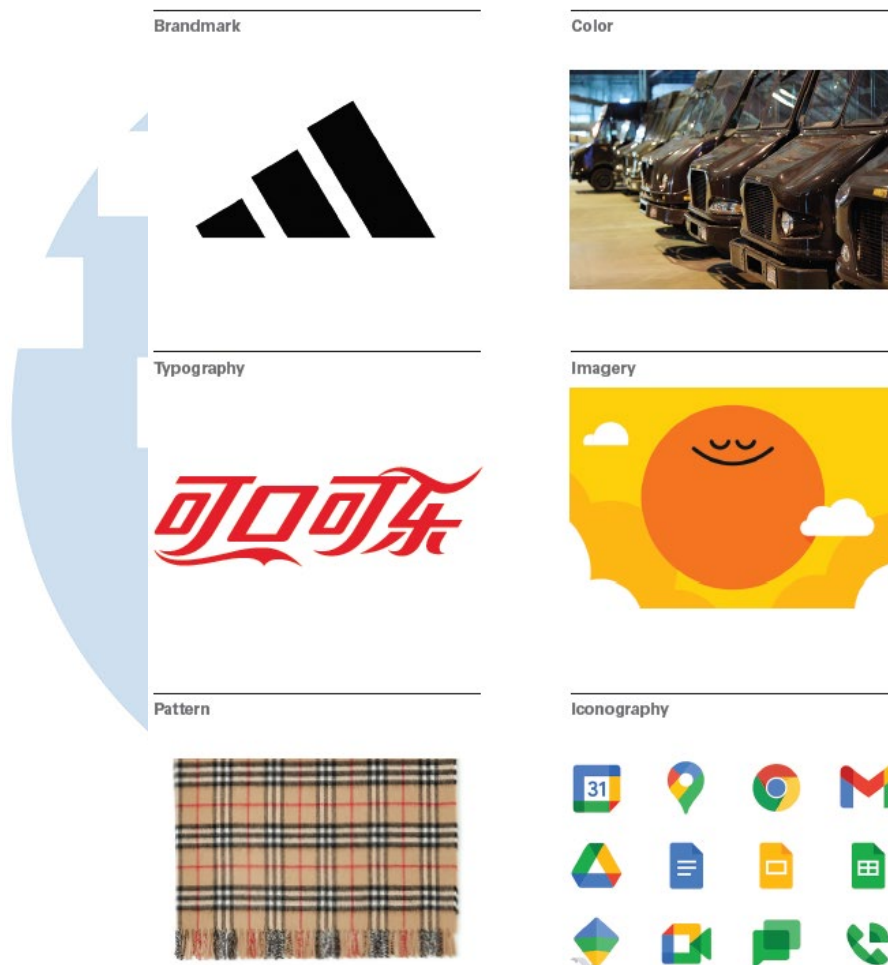 Brandmark
Color
Typography
Imagery
可口可乐
Pattern
Iconography
31